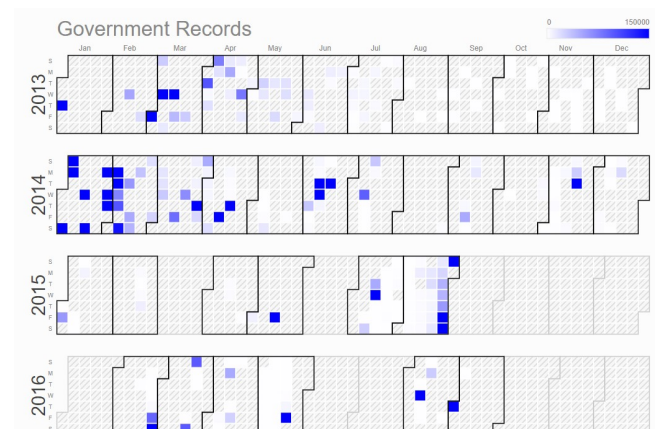 Government Records
0 150000
Jan Feb Mar Apr May Jun Jul Aug Sep Oct Nov Dec
2013
S
M
T
W
T
F
S
2014
S
M
T
W
T
F
S
2015
S
M
T
W
T
F
S
2016
S
M
T
W
T
F